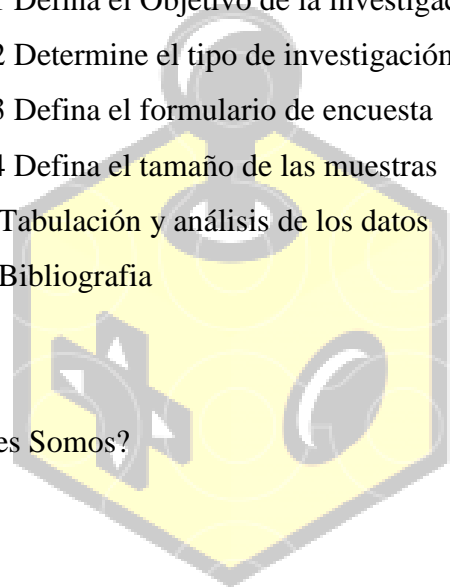 Defina el Objetivo de la
2 Determine el tipo de investigación
3 Defina el formulario de encuesta
4 Defina el tamaño de las muestras
Tabulación y análisis de los datos
Bibliografia
es Somos?